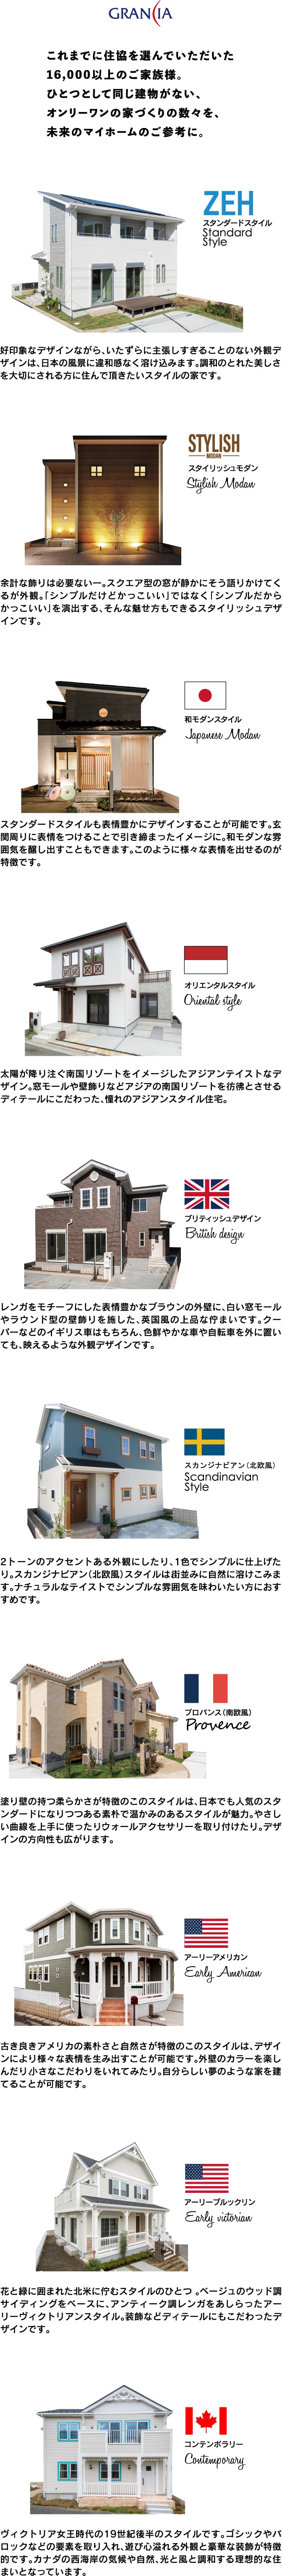 GRANCIA
これまでに住協を選んでいただいた
16,000以上のご家族様。
ひとつとして同じ建物がない、
オンリーワンの家づくりの数々を、
未来のマイホームのご参考に。
ZEH
スタンダードスタイル
Standard
Style
好印象なデザインながら、いたずらに主張しすぎることのない外観デ
ザインは、日本の風景に違和感なく溶け込みます。調和のとれた美しさ
を大切にされる方に住んで頂きたいスタイルの家です。
STYLISH
MODAN
スタイリッシュモダン
Stylish Modan
余計な飾りは必要ないー。スクエア型の窓が静かにそう語りかけてく
るが外観。「シンプルだけどかっこいい」ではなく「シンプルだから
かっこいい」を演出する、そんな魅せ方もできるスタイリッシュデザ
インです。
和モダンスタイル
Japanese Modan
スタンダードスタイルも表情豊かにデザインすることが可能です。玄
関周りに表情をつけることで引き締まったイメージに。和モダンな雰
囲気を醸し出すこともできます。このように様々な表情を出せるのが
特徴です。
オリエンタルスタイル
Oriental style
太陽が降り注ぐ南国リゾートをイメージしたアジアンテイストなデ
ザイン。窓モールや壁飾りなどアジアの南国リゾートを彷彿とさせる
ディテールにこだわった、憧れのアジアンスタイル住宅。
ブリティッシュデザイン
British design
レンガをモチーフにした表情豊かなブラウンの外壁に、白い窓モール
やラウンド型の壁飾りを施した、英国風の上品な佇まいです。クー
パーなどのイギリス車はもちろん、色鮮やかな車や自転車を外に置い
ても、映えるような外観デザインです。
スカンジナビアン（北欧風）
Scandinavian
Style
2トーンのアクセントある外観にしたり、1色でシンプルに仕上げた
り。スカンジナビアン（北欧風）スタイルは街並みに自然に溶けこみま
す。ナチュラルなテイストでシンプルな雰囲気を味わいたい方におす
すめです。
プロバンス（南欧風）
Provence
塗り壁の持つ柔らかさが特徴のこのスタイルは、日本でも人気のスタ
ンダードになりつつある素朴で温かみのあるスタイルが魅力。やさし
い曲線を上手に使ったりウォールアクセサリーを取り付けたり。デザ
インの方向性も広がります。
アーリーアメリカン
Early American
古き良きアメリカの素朴さと自然さが特徴のこのスタイルは、デザイ
ンにより様々な表情を生み出すことが可能です。外壁のカラーを楽し
んだり、小さなこだわりをいれてみたり。自分らしい夢のような家を建
てることが可能です。
アーリーブルックリン
Early victorian
花と緑に囲まれた北米に佇むスタイルのひとつ 。ベージュのウッド調
サイディングをベースに、アンティーク調レンガをあしらったアー
リーヴィクトリアンスタイル。装飾などディテールにもこだわったデ
ザインです。
コンテンポラリー
Contemporary
ヴィクトリア女王時代の19世紀後半のスタイルです。ゴシックやバ
ロックなどの要素を取り入れ、遊び心溢れる外観と豪華な装飾が特徴
的です。カナダの西海岸の気候や自然、光と風と調和する理想的な住
まいとなっています。